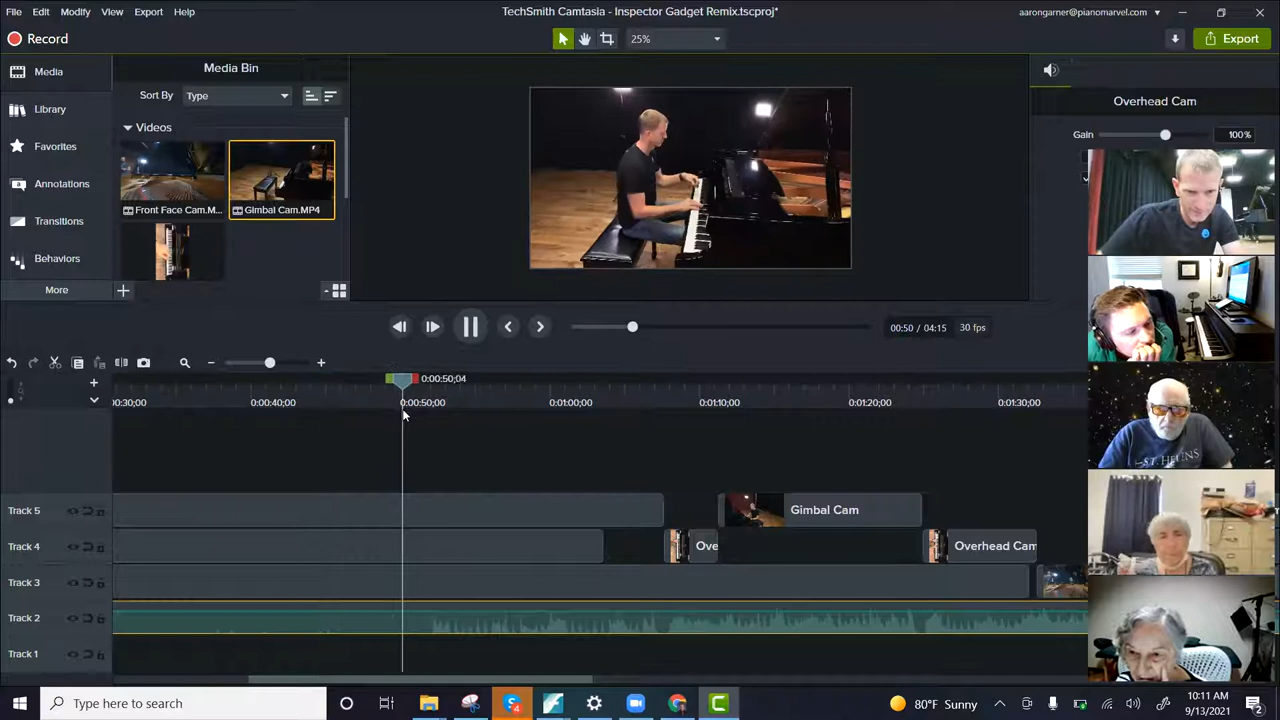 File Edit Modify View Export Help
TechSmith Camtasia - Inspector Gadget Remix.tscproj*
aarongarner@pianomarvel.com
Record
25%
Export
Media
Library
Favorites
Annotations
Transitions
Behaviors
More
Media Bin
Sort By Type
Videos
Front Face Cam.M...
Gimbal Cam.MP4
Overhead Cam
Gain 100%
00:50 / 04:15 30 fps
0:00:50;04
00:30;00 0:00:40;00 0:00:50;00 0:01:00;00 0:01:10;00 0:01:20;00 0:01:30;00
Track 5
Gimbal Cam
Track 4
Ove
Overhead Cam
Track 3
Track 2
Track 1
ST. HELENS
Type here to search
80°F Sunny
10:11 AM
9/13/2021
4
2